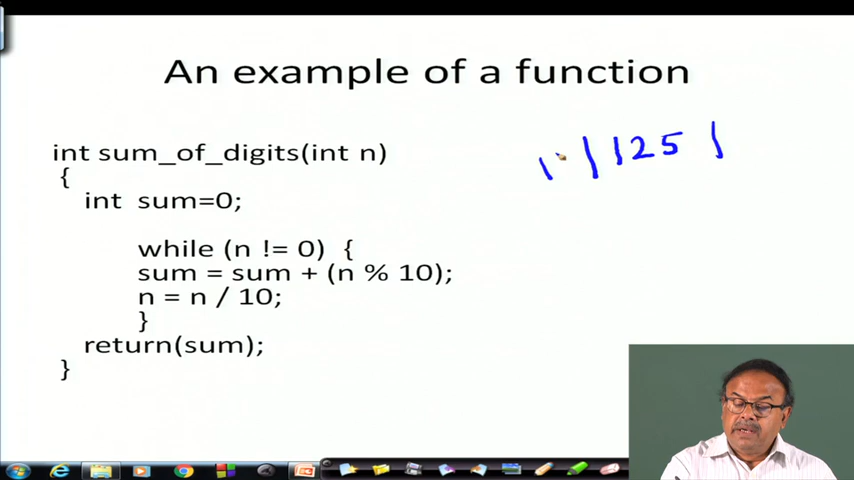 An example of a function
int sum_of_digits(int n)
{
int sum=0;
while (n != 0) {
sum = sum + (n % 10);
n = n / 10;
}
return(sum);
}
125